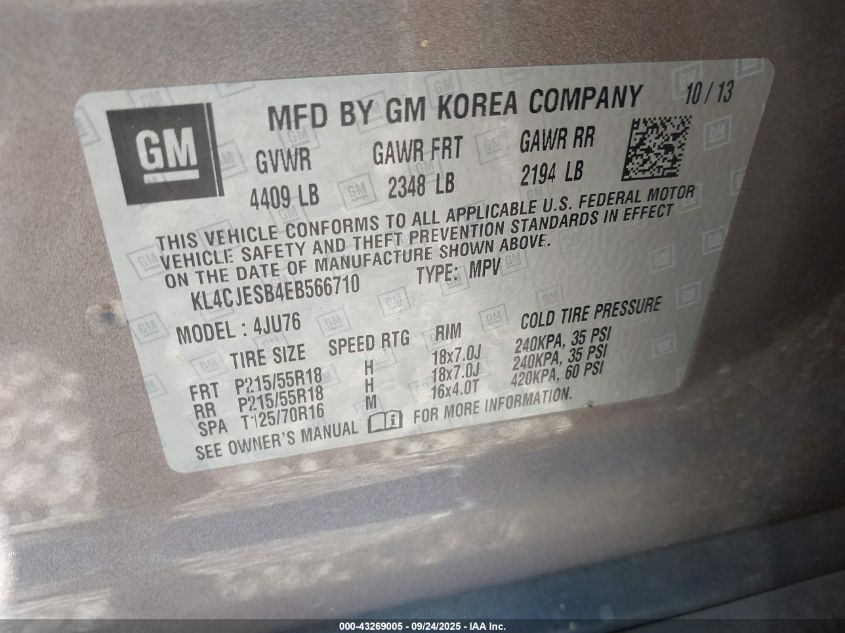 GM
MFD BY GM KOREA COMPANY 10 / 13
GVWR GAWR FRT GAWR RR
4409 LB 2348 LB 2194 LB
THIS VEHICLE CONFORMS TO ALL APPLICABLE U.S. FEDERAL MOTOR
VEHICLE SAFETY AND THEFT PREVENTION STANDARDS IN EFFECT
ON THE DATE OF MANUFACTURE SHOWN ABOVE.
KL4CJESB4EB566710 TYPE: MPV
MODEL : 4JU76
TIRE SIZE SPEED RTG RIM COLD TIRE PRESSURE
FRT P215/55R18 H 18x7.0J 240KPA, 35 PSI
RR P215/55R18 H 18x7.0J 240KPA, 35 PSI
SPA T125/70R16 M 16x4.0T 420KPA, 60 PSI
SEE OWNER'S MANUAL i FOR MORE INFORMATION.
000-43269005 - 09/24/2025 - IAA Inc.